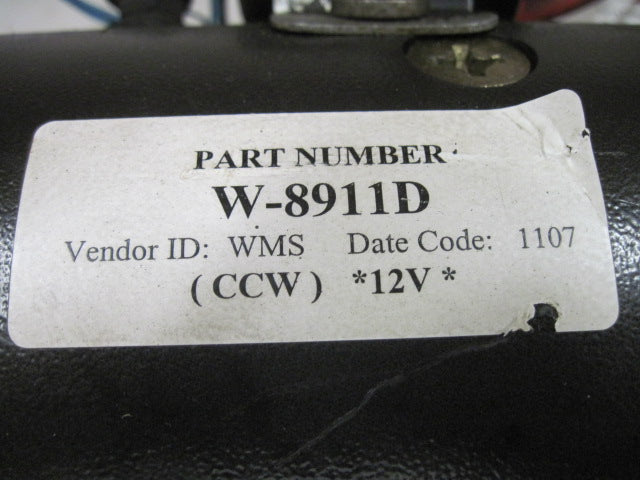 PART NUMBER
W-8911D
Vendor ID: WMS Date Code: 1107
( CCW ) *12V *